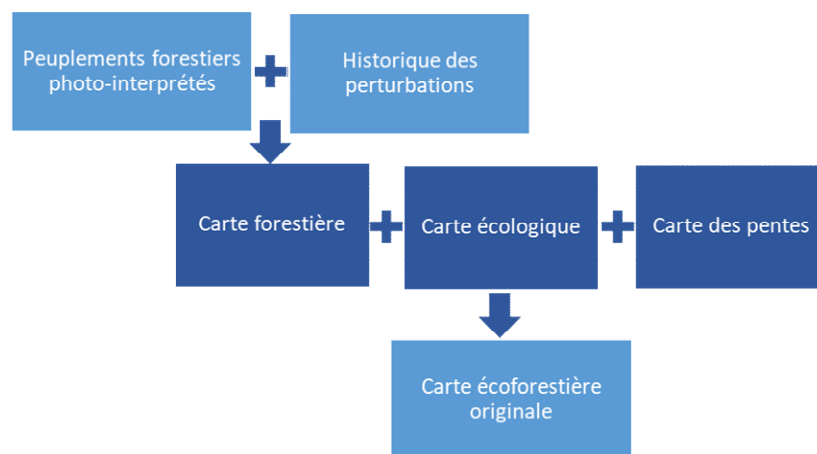 Peuplements forestiers
photo-interprétés
Historique des
perturbations
Carte forestière
Carte écologique
Carte des pentes
Carte écoforestière
originale